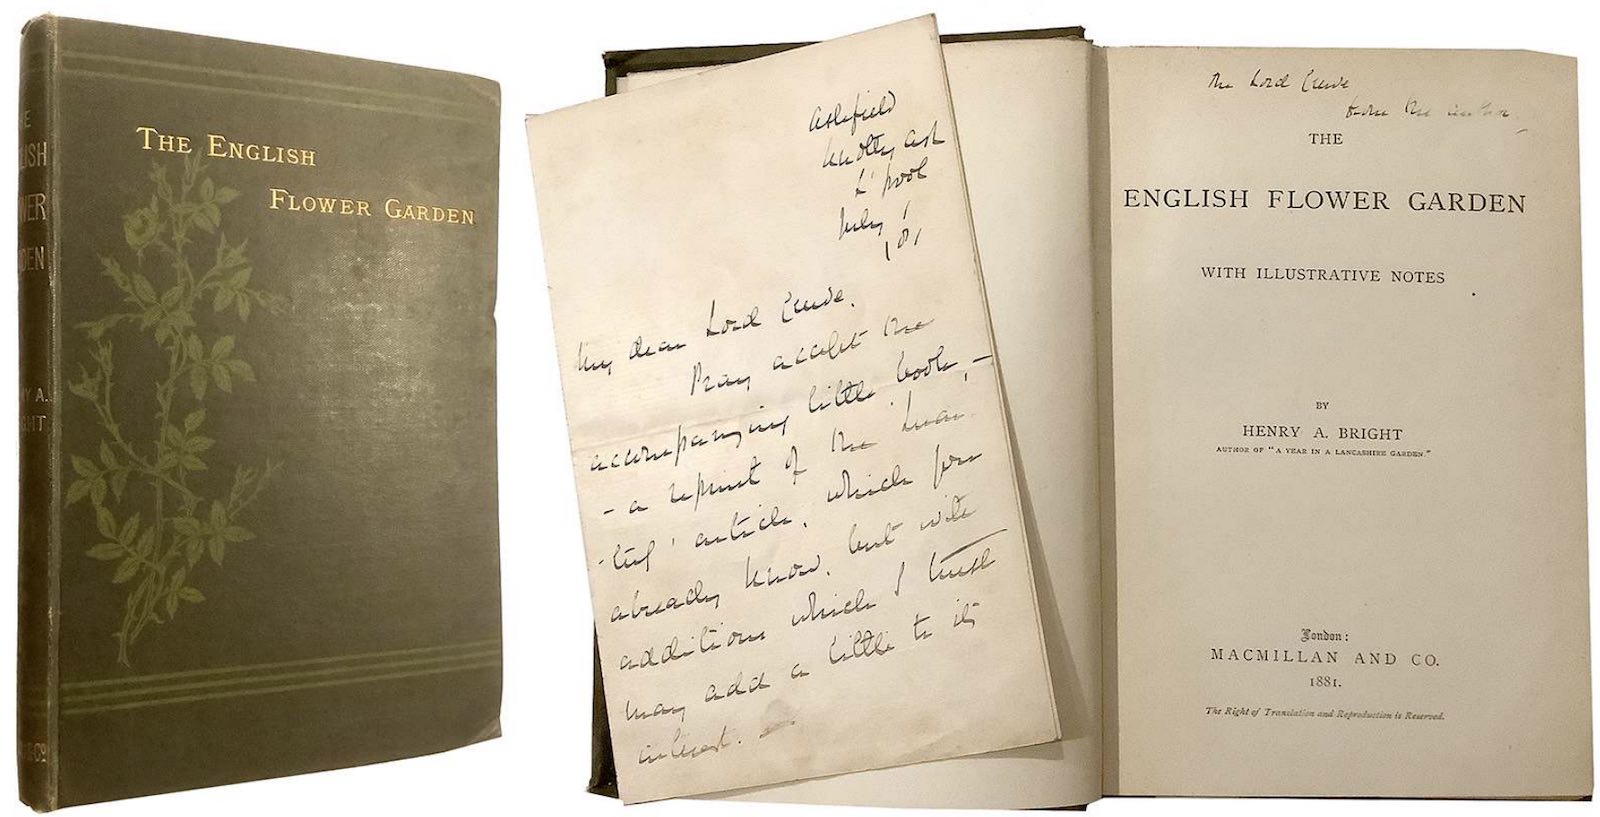 THE
ENGLISH
FLOWER
GARDEN
HENRY A.
BRIGHT
THE ENGLISH
FLOWER GARDEN
Ashfield
Knotty Ash
L'pool
July
'81
My dear Lord Crewe.
Pray accept the
accompanying little book, —
- a reprint of the 'Quar-
-terly' article, which you
already know, but with
additions which I trust
may add a little to its
interest. —
The Lord Crewe
from the author
THE
ENGLISH FLOWER GARDEN
WITH ILLUSTRATIVE NOTES
BY
HENRY A. BRIGHT
AUTHOR OF "A YEAR IN A LANCASHIRE GARDEN."
London:
MACMILLAN AND CO.
1881.
The Right of Translation and Reproduction is Reserved.